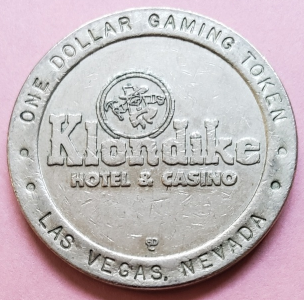 ONE DOLLAR GAMING TOKEN
Klondike
HOTEL & CASINO
LAS VEGAS, NEVADA